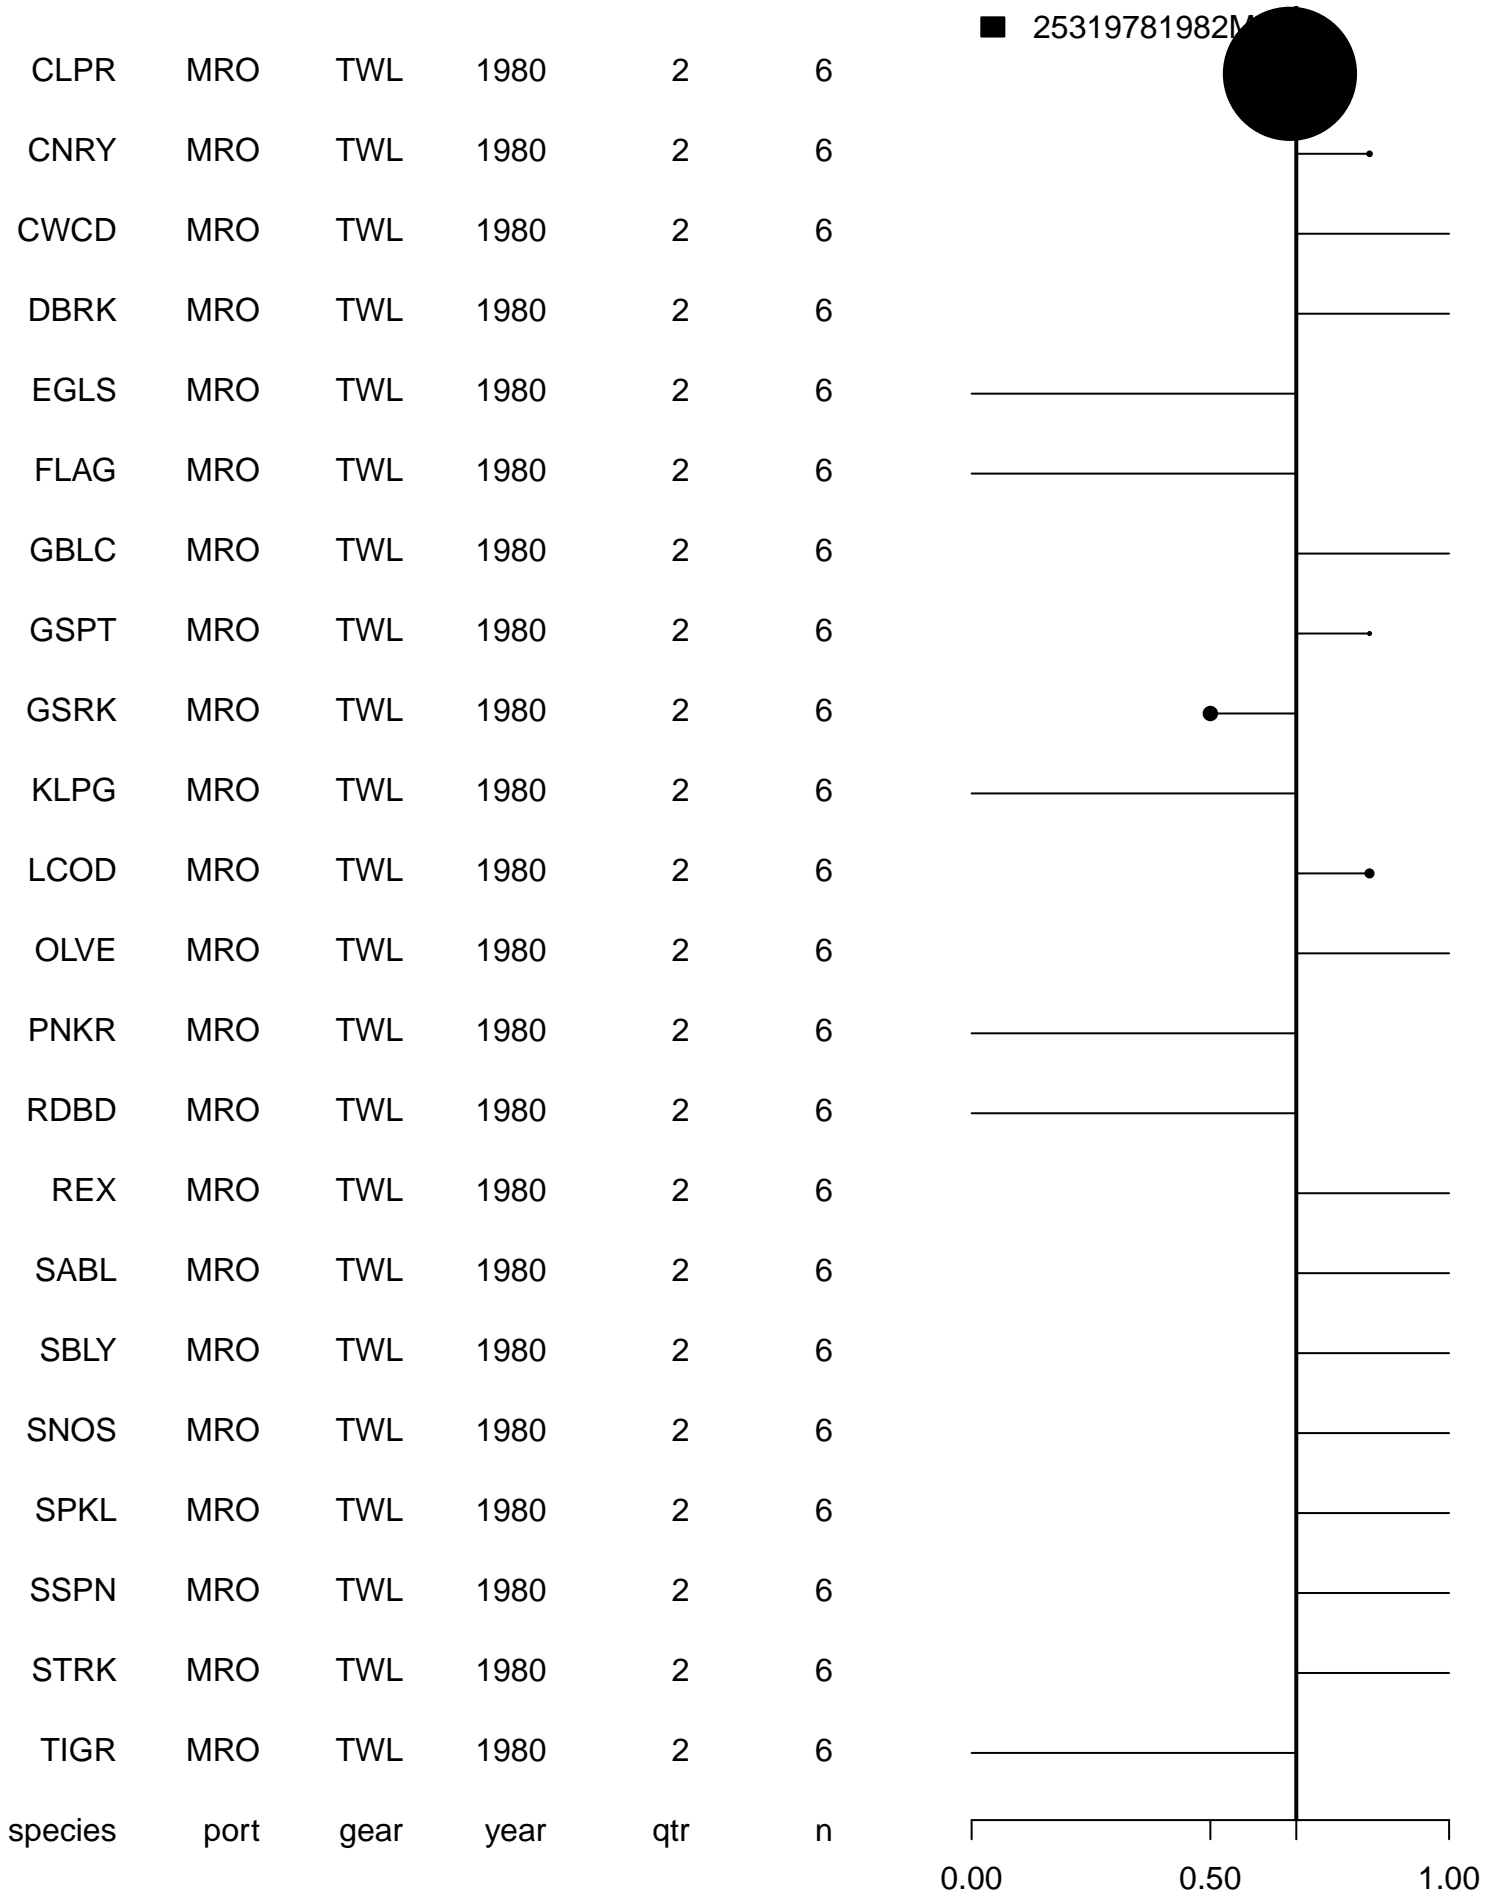 25319781982M
CLPR MRO TWL 1980 2 6
CNRY MRO TWL 1980 2 6
CWCD MRO TWL 1980 2 6
DBRK MRO TWL 1980 2 6
EGLS MRO TWL 1980 2 6
FLAG MRO TWL 1980 2 6
GBLC MRO TWL 1980 2 6
GSPT MRO TWL 1980 2 6
GSRK MRO TWL 1980 2 6
KLPG MRO TWL 1980 2 6
LCOD MRO TWL 1980 2 6
OLVE MRO TWL 1980 2 6
PNKR MRO TWL 1980 2 6
RDBD MRO TWL 1980 2 6
REX MRO TWL 1980 2 6
SABL MRO TWL 1980 2 6
SBLY MRO TWL 1980 2 6
SNOS MRO TWL 1980 2 6
SPKL MRO TWL 1980 2 6
SSPN MRO TWL 1980 2 6
STRK MRO TWL 1980 2 6
TIGR MRO TWL 1980 2 6
species port gear year qtr n
0.00 0.50 1.00